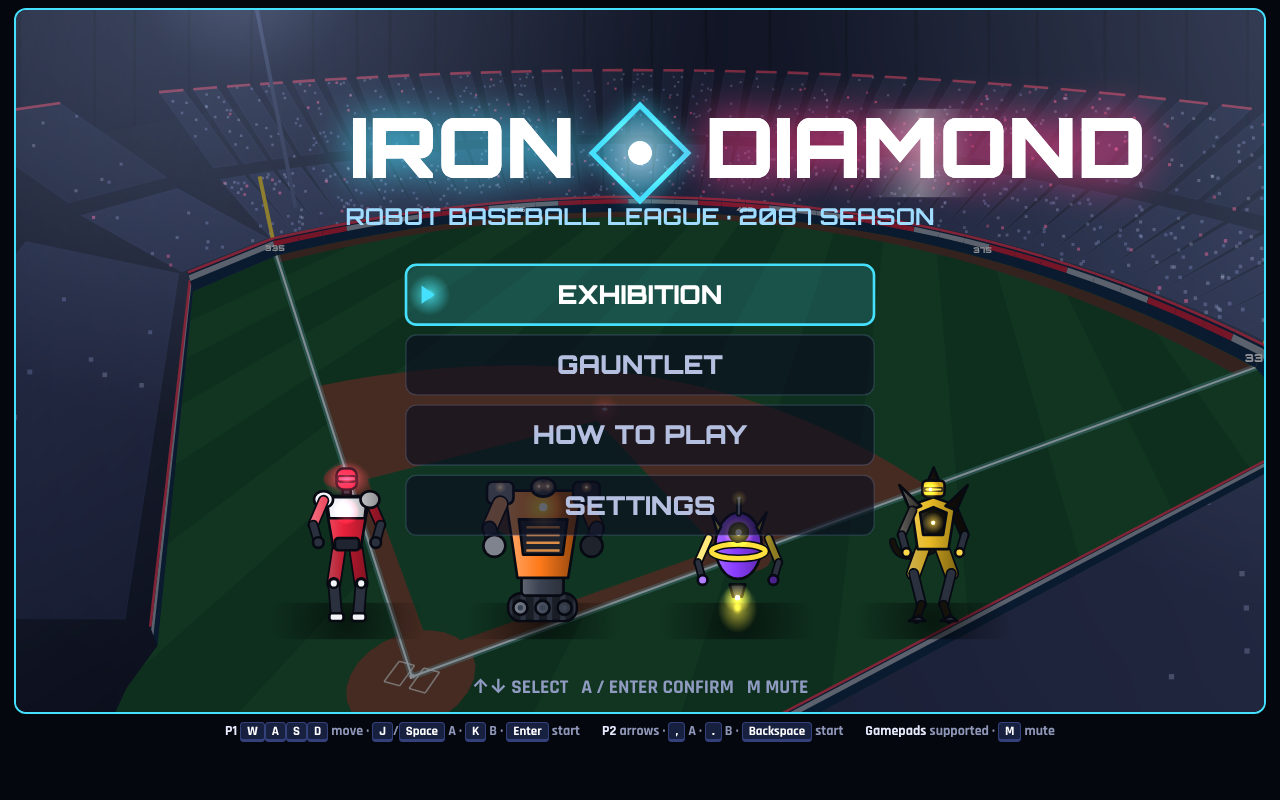 IRON DIAMOND
ROBOT BASEBALL LEAGUE · 2087 SEASON
335
375
EXHIBITION
GAUNTLET
HOW TO PLAY
SETTINGS
↑↓ SELECT A / ENTER CONFIRM M MUTE
P1 W A S D move · J / Space A · K B · Enter start P2 arrows · , A · . B · Backspace start Gamepads supported · M mute